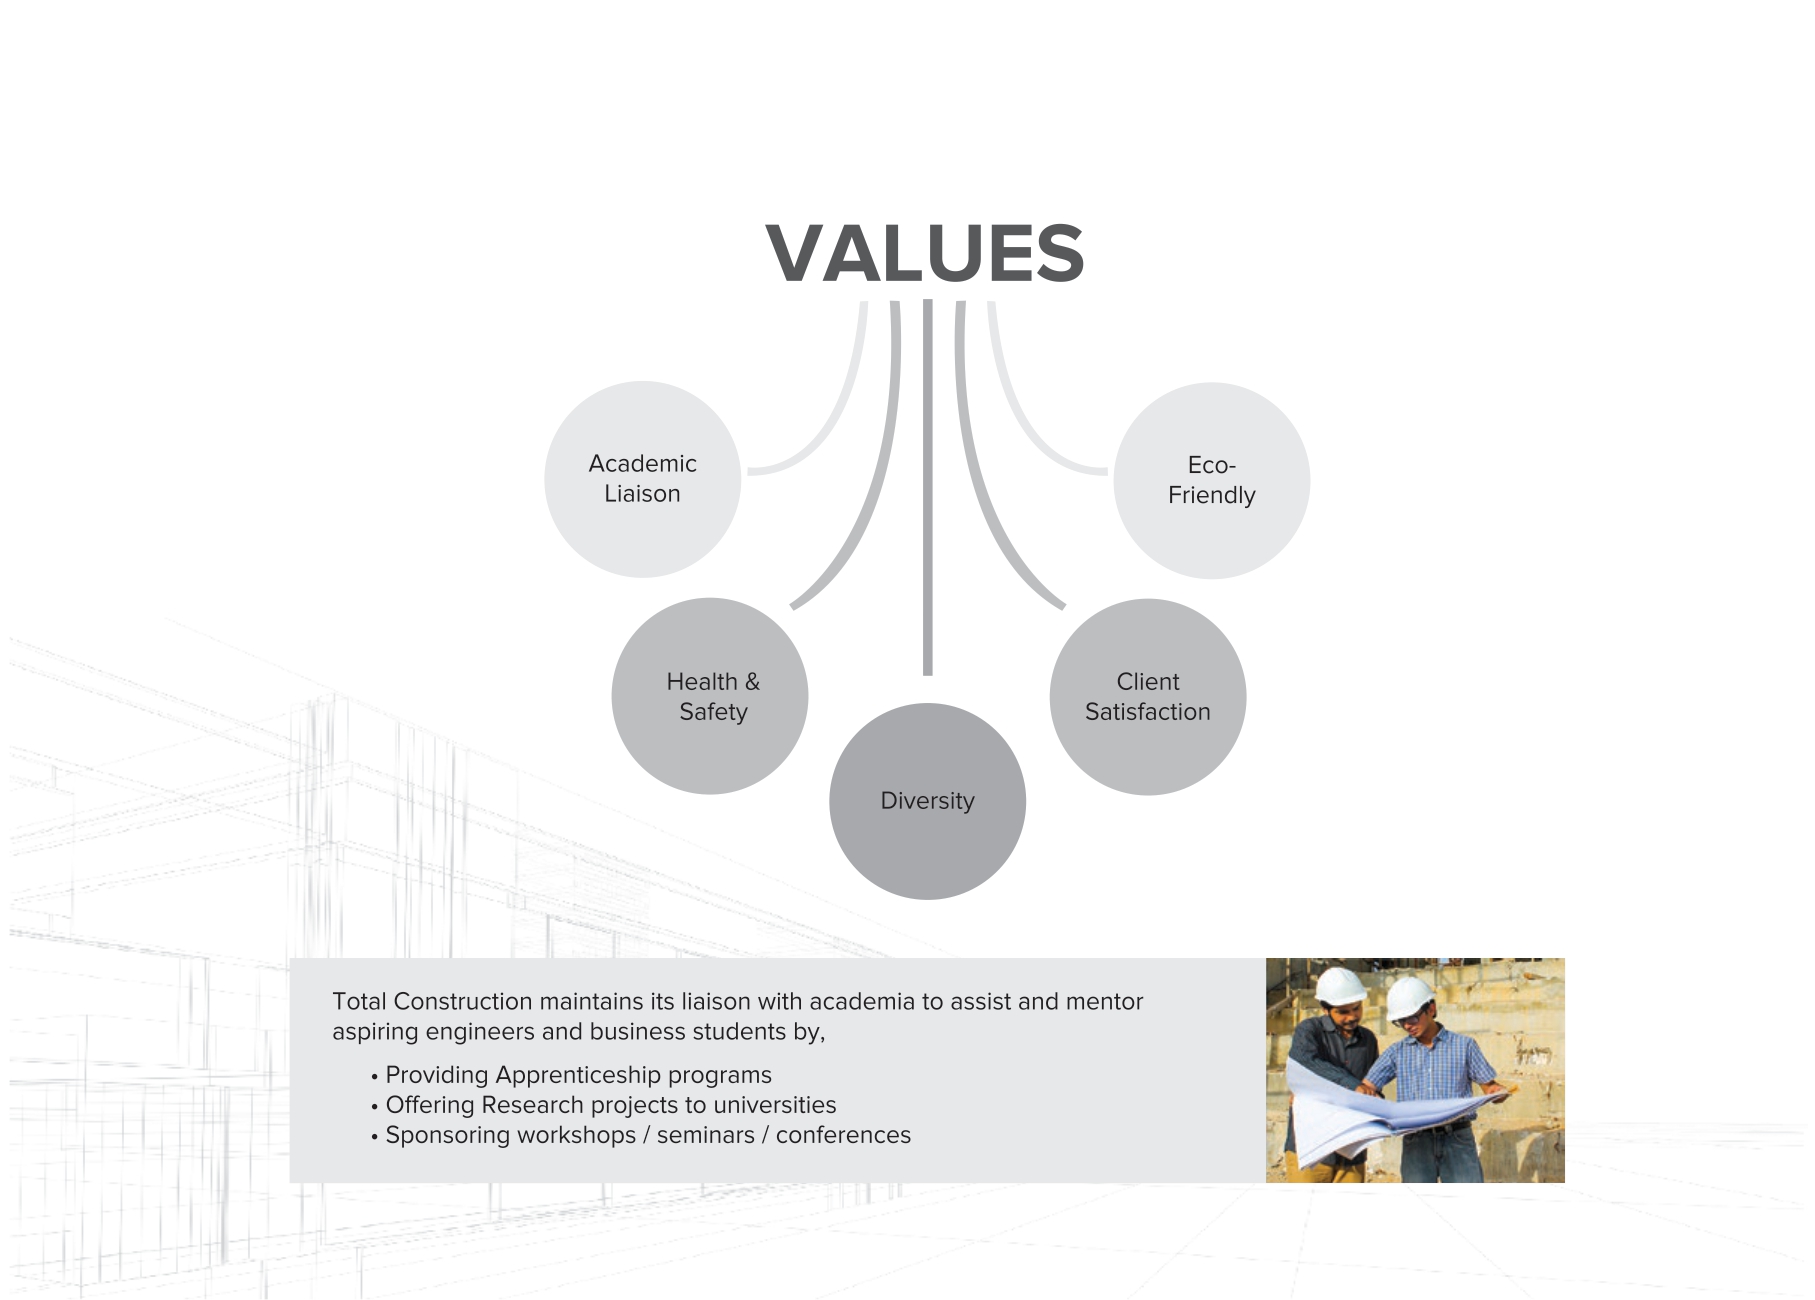 VALUES
Academic
Liaison
Eco-
Friendly
Health &
Safety
Client
Satisfaction
Diversity
Total Construction maintains its liaison with academia to assist and mentor
aspiring engineers and business students by,
• Providing Apprenticeship programs
• Offering Research projects to universities
• Sponsoring workshops / seminars / conferences